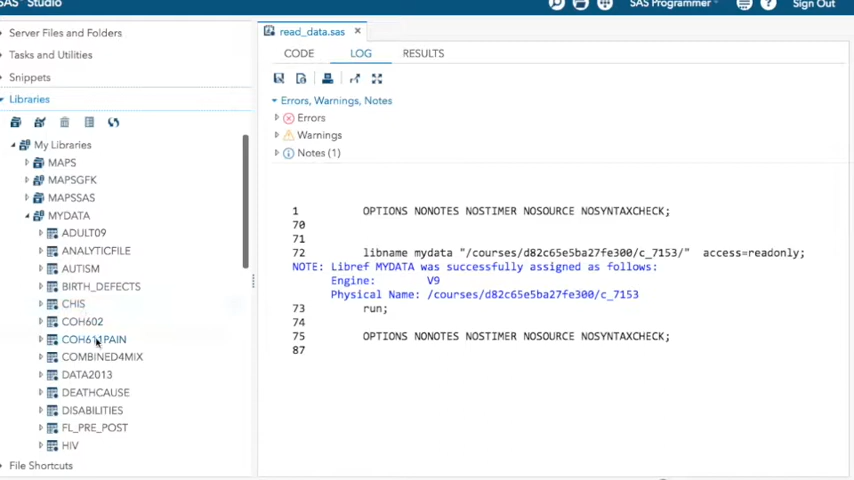 SAS® Studio
SAS Programmer
Sign Out
Server Files and Folders
Tasks and Utilities
Snippets
Libraries
My Libraries
MAPS
MAPSGFK
MAPSSAS
MYDATA
ADULT09
ANALYTICFILE
AUTISM
BIRTH_DEFECTS
CHIS
COH602
COH611PAIN
COMBINED4MIX
DATA2013
DEATHCAUSE
DISABILITIES
FL_PRE_POST
HIV
File Shortcuts
read_data.sas ×
CODE LOG RESULTS
Errors, Warnings, Notes
Errors
Warnings
Notes (1)
1 OPTIONS NONOTES NOSTIMER NOSOURCE NOSYNTAXCHECK;
70
71
72 libname mydata "/courses/d82c65e5ba27fe300/c_7153/" access=readonly;
NOTE: Libref MYDATA was successfully assigned as follows:
Engine: V9
Physical Name: /courses/d82c65e5ba27fe300/c_7153
73 run;
74
75 OPTIONS NONOTES NOSTIMER NOSOURCE NOSYNTAXCHECK;
87